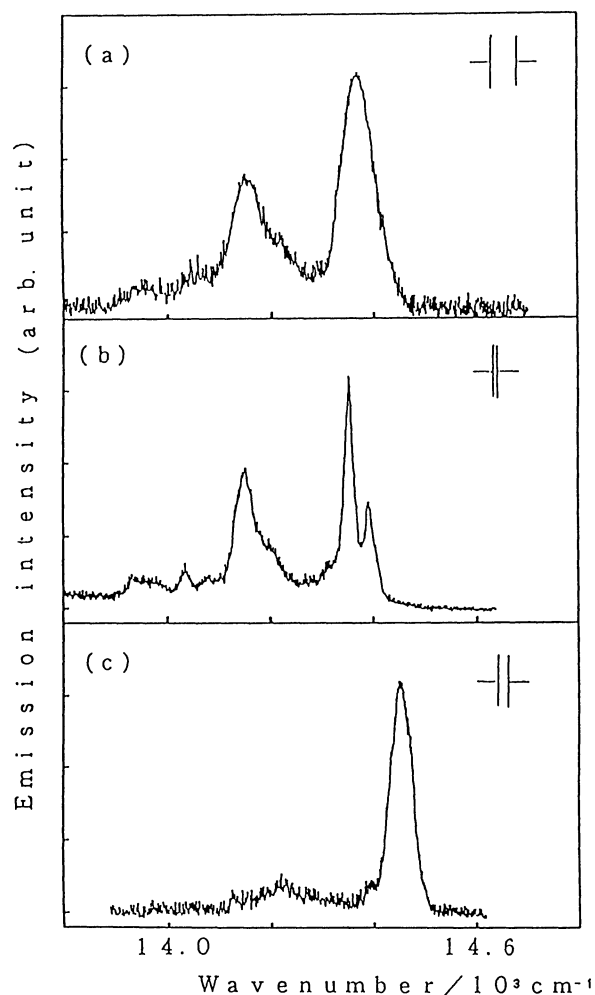 (a)
(b)
(c)
Emission intensity (arb. unit)
14.0 14.6
Wavenumber/10³cm⁻¹